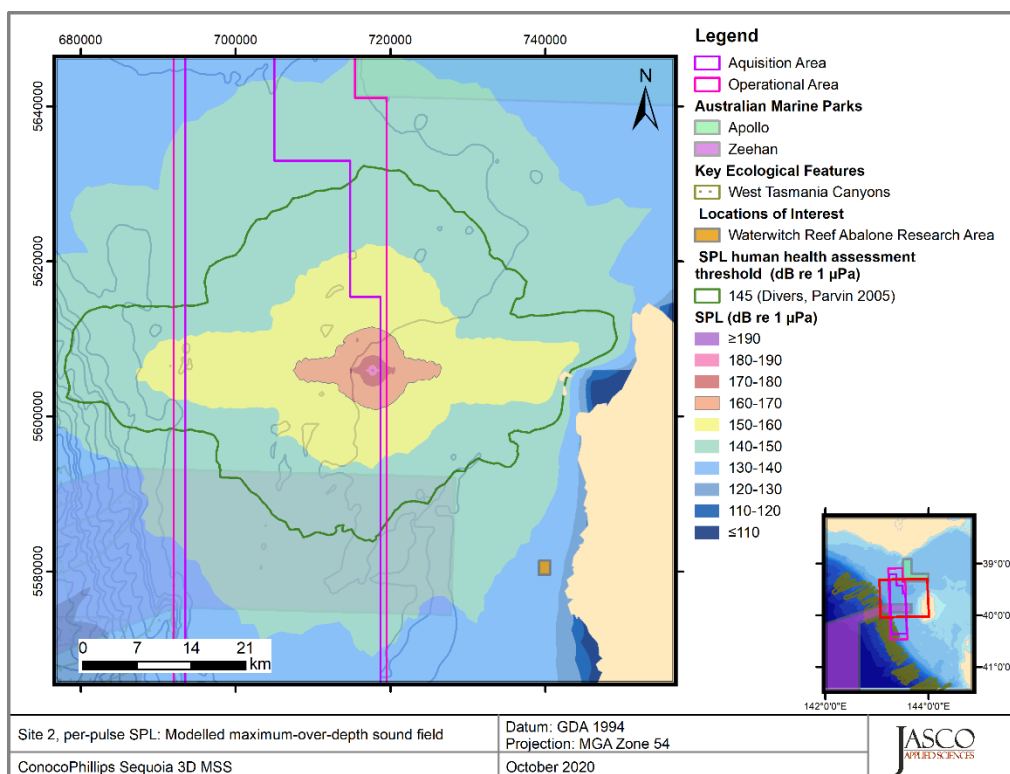 680000 700000 720000 740000
5640000
5620000
5600000
5580000
N
0 7 14 21
km
Legend
Aquisition Area
Operational Area
Australian Marine Parks
Apollo
Zeehan
Key Ecological Features
West Tasmania Canyons
Locations of Interest
Waterwitch Reef Abalone Research Area
SPL human health assessment
threshold (dB re 1 µPa)
145 (Divers, Parvin 2005)
SPL (dB re 1 µPa)
≥190
180-190
170-180
160-170
150-160
140-150
130-140
120-130
110-120
≤110
39°0'0"
40°0'0"
41°0'0"
142°0'0"E 144°0'0"E
Site 2, per-pulse SPL: Modelled maximum-over-depth sound field
Datum: GDA 1994
Projection: MGA Zone 54
ConocoPhillips Sequoia 3D MSS
October 2020
JASCO
APPLIED SCIENCES